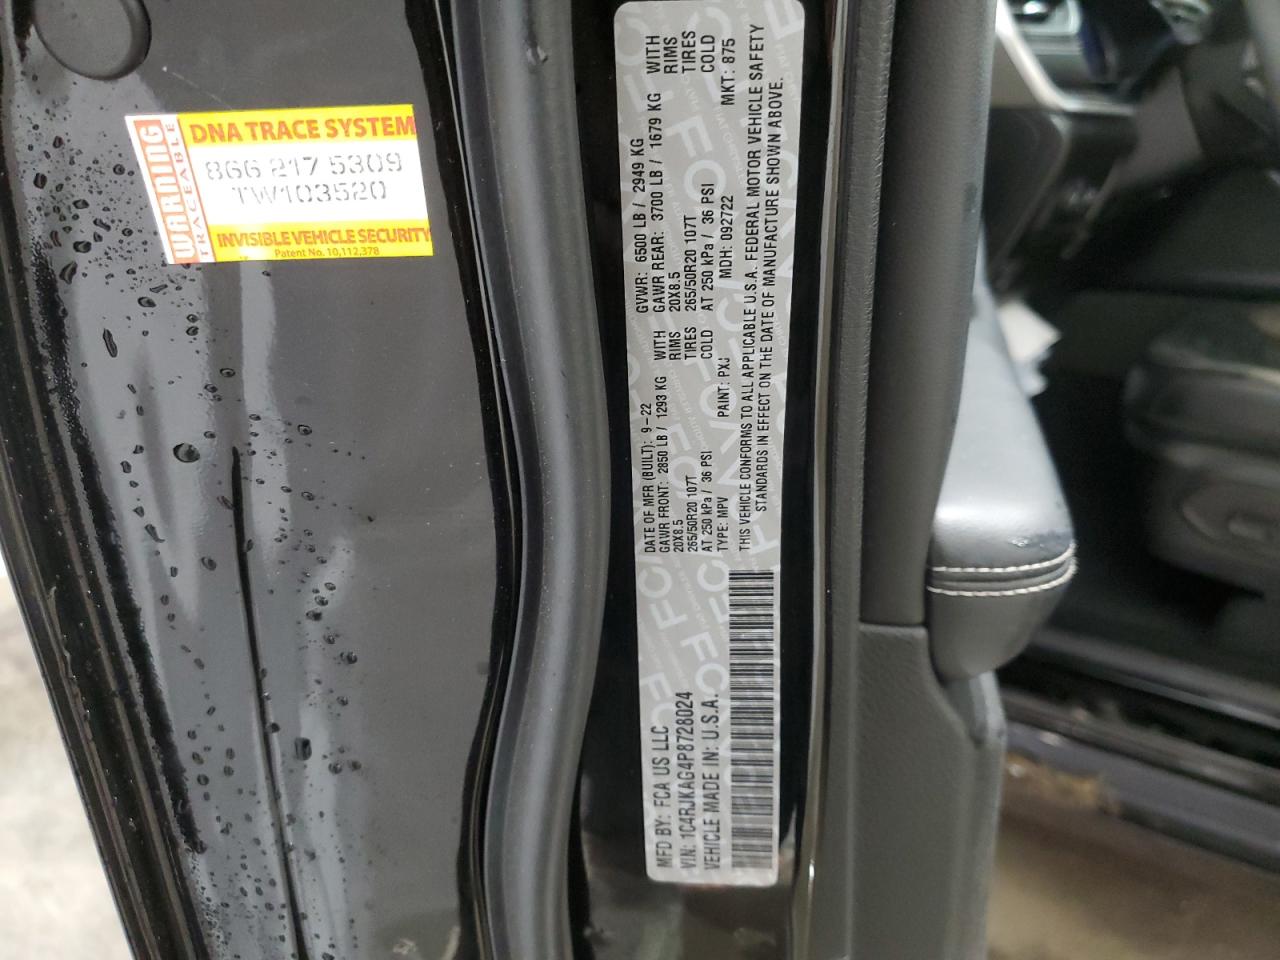 WARNING
TRACEABLE
DNA TRACE SYSTEM
866 217 5309
TW103520
INVISIBLE VEHICLE SECURITY
Patent No. 10,112,378
MFD BY: FCA US LLC
VIN: 1C4RJKAG4P8728024
VEHICLE MADE IN: U.S.A.
DATE OF MFR (BUILT): 9-22 GVWR: 6500 LB / 2949 KG
GAWR FRONT: 2850 LB / 1293 KG WITH GAWR REAR: 3700 LB / 1679 KG WITH
20X8.5 RIMS 20X8.5 RIMS
265/50R20 107T TIRES 265/50R20 107T TIRES
AT 250 kPa / 36 PSI COLD AT 250 kPa / 36 PSI COLD
TYPE: MPV PAINT: PXJ MDH: 092722 MKT: 875
THIS VEHICLE CONFORMS TO ALL APPLICABLE U.S.A. FEDERAL MOTOR VEHICLE SAFETY
STANDARDS IN EFFECT ON THE DATE OF MANUFACTURE SHOWN ABOVE.